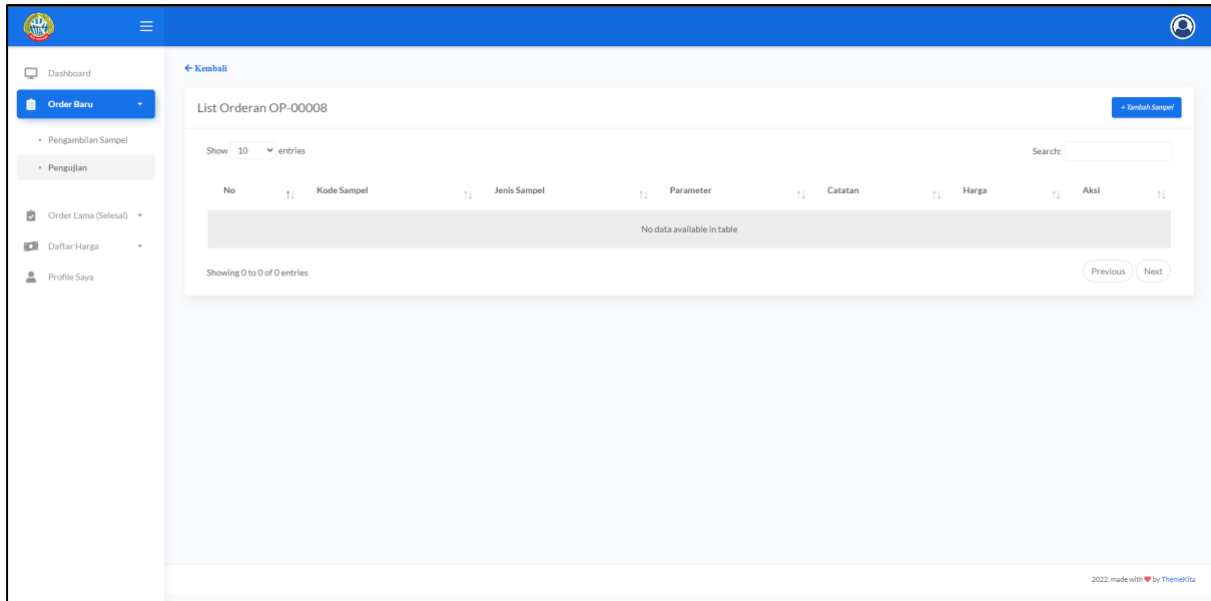 Dashboard
Order Baru
Pengambilan Sampel
Pengujian
Order Lama (Selesai)
Daftar Harga
Profile Saya
Kembali
List Orderan OP-00008
+ Tambah Sampel
Show 10 entries
Search:
No Kode Sampel Jenis Sampel Parameter Catatan Harga Aksi
No data available in table
Showing 0 to 0 of 0 entries
Previous Next
2022, made with ❤ by ThemeKita